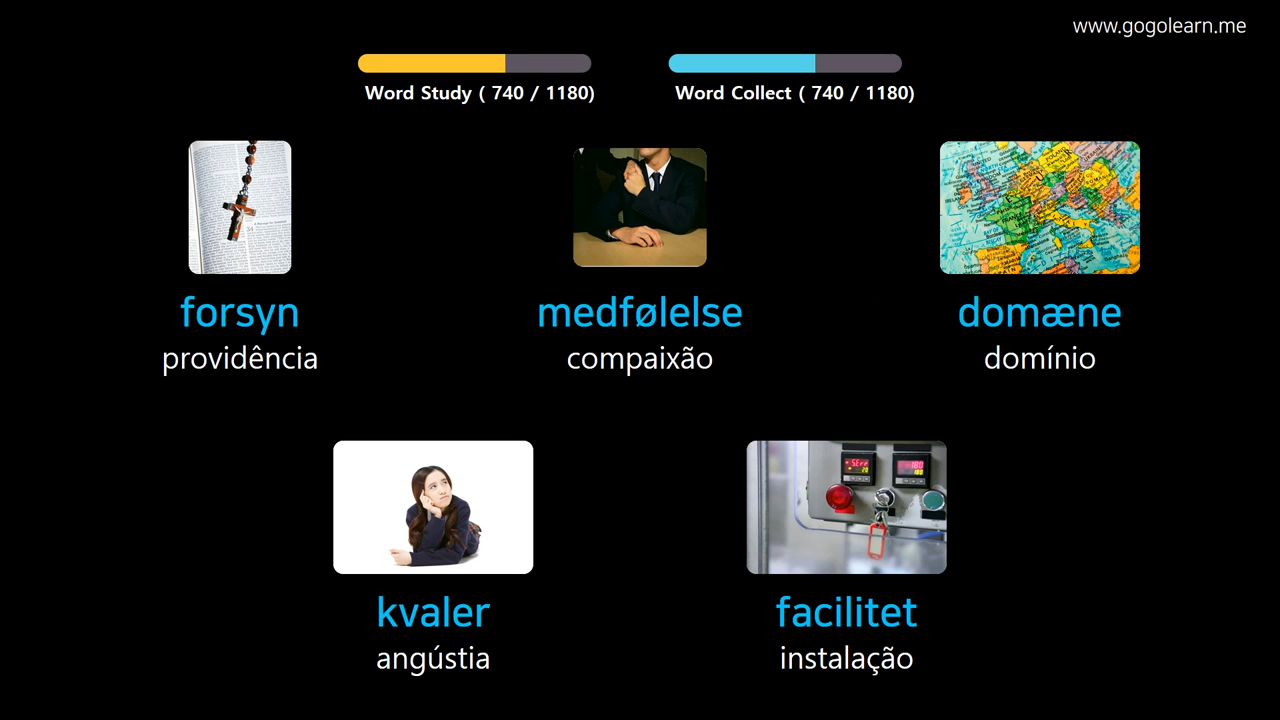 www.gogolearn.me
Word Study ( 740 / 1180)
Word Collect ( 740 / 1180)
forsyn
providência
medfølelse
compaixão
domæne
domínio
kvaler
angústia
facilitet
instalação